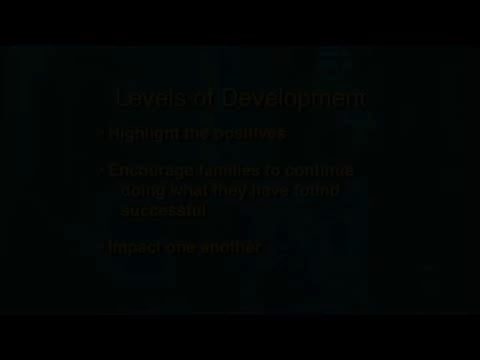 Levels of Development
• Highlight the positives
• Encourage families to continue
doing what they have found
successful
• Impact one another